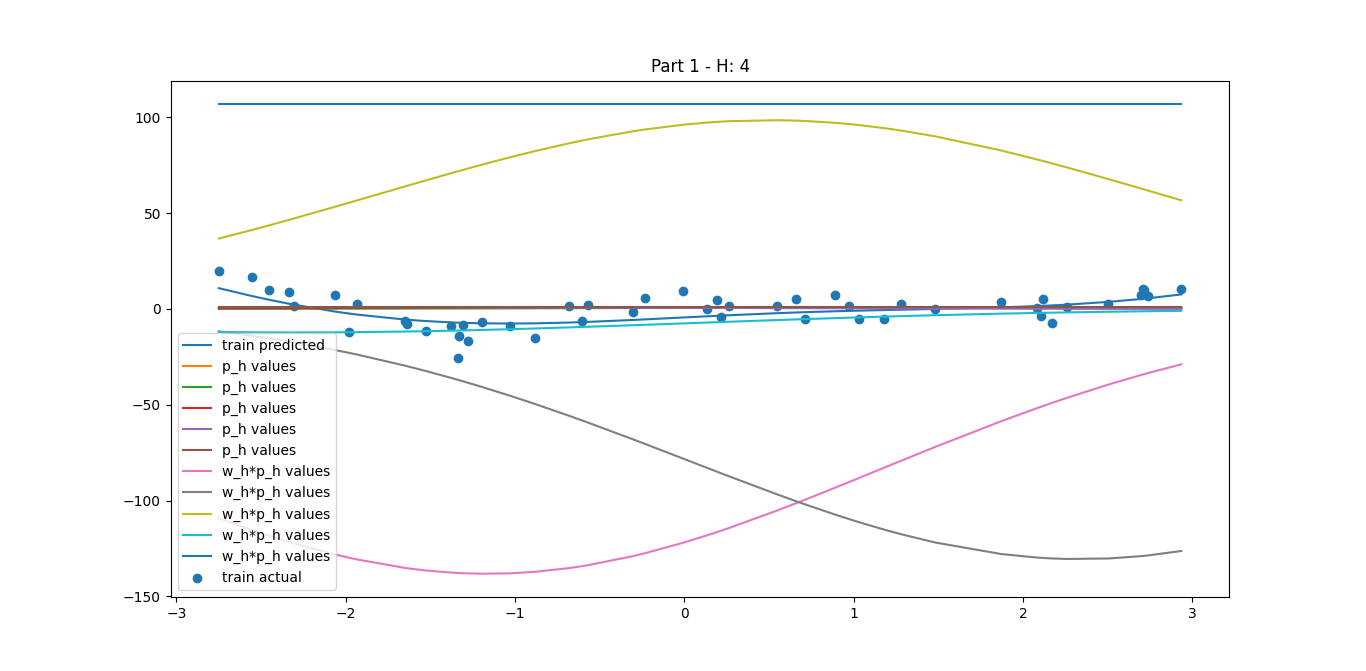 Part 1 - H: 4
100
50
0
−50
−100
−150
train predicted
p_h values
p_h values
p_h values
p_h values
p_h values
w_h*p_h values
w_h*p_h values
w_h*p_h values
w_h*p_h values
w_h*p_h values
train actual
−3 −2 −1 0 1 2 3